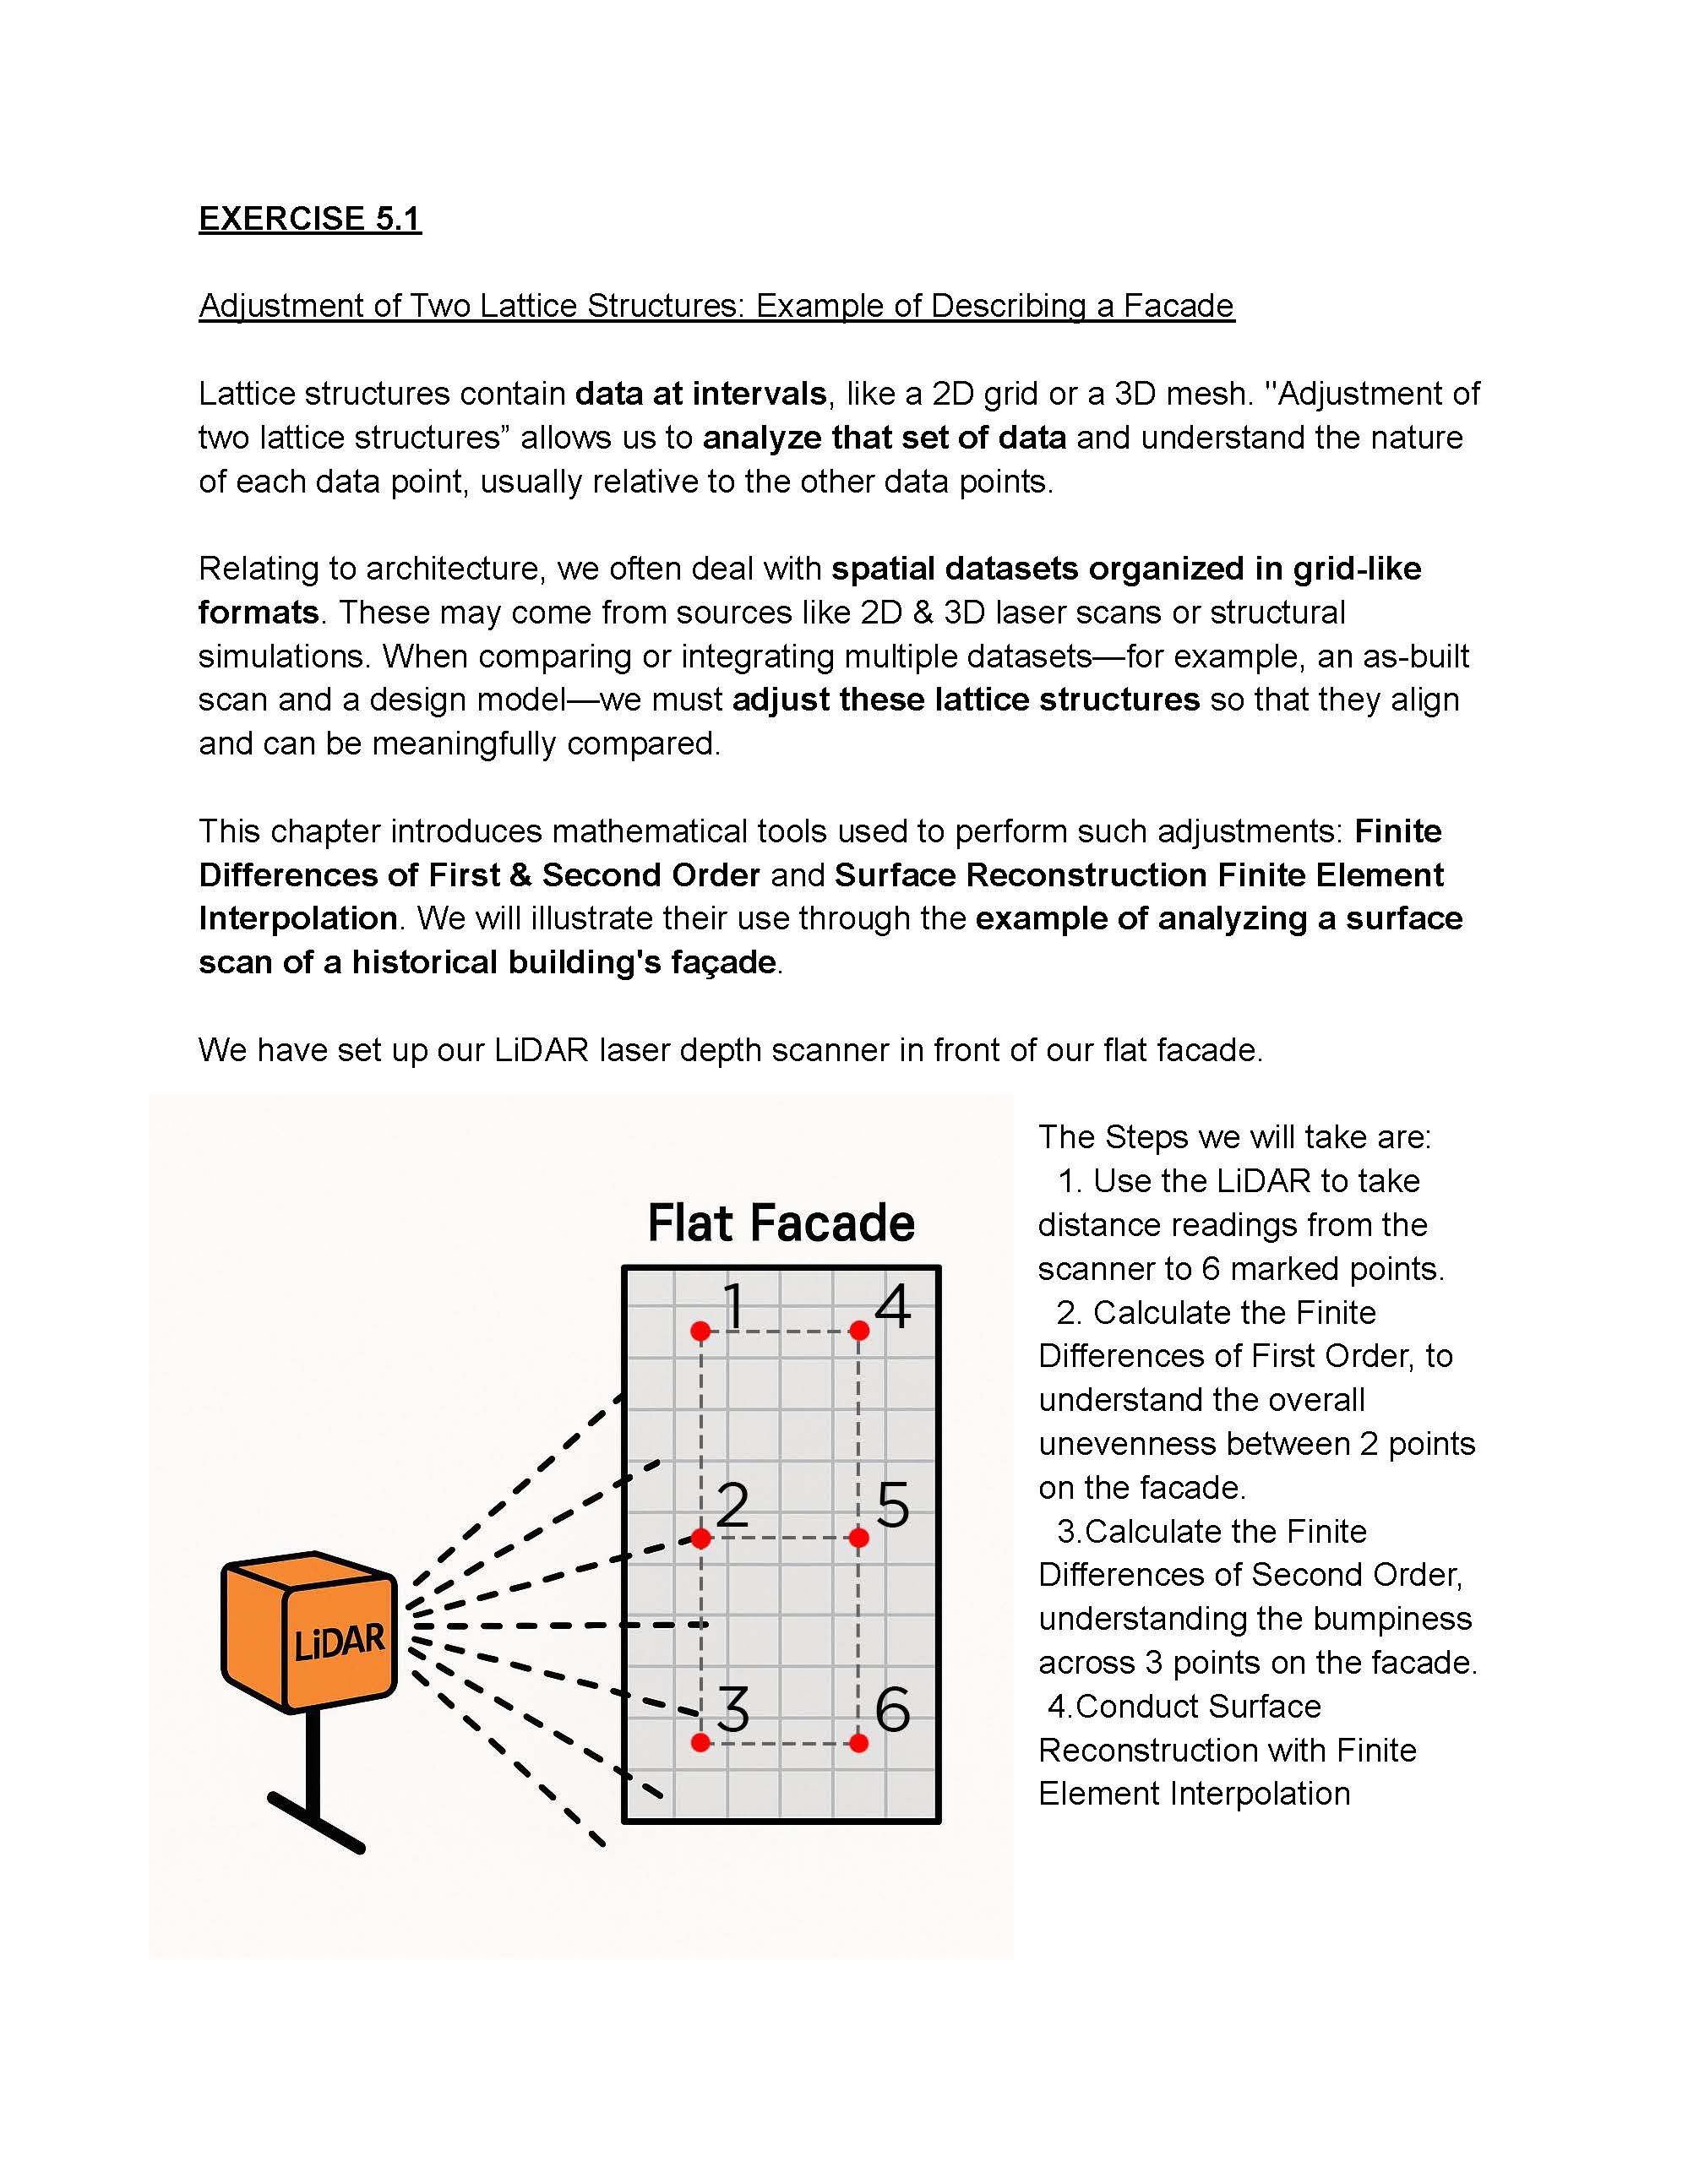 EXERCISE 5.1
Adjustment of Two Lattice Structures: Example of Describing a Facade
Lattice structures contain data at intervals, like a 2D grid or a 3D mesh. "Adjustment of
two lattice structures” allows us to analyze that set of data and understand the nature
of each data point, usually relative to the other data points.
Relating to architecture, we often deal with spatial datasets organized in grid-like
formats. These may come from sources like 2D & 3D laser scans or structural
simulations. When comparing or integrating multiple datasets—for example, an as-built
scan and a design model—we must adjust these lattice structures so that they align
and can be meaningfully compared.
This chapter introduces mathematical tools used to perform such adjustments: Finite
Differences of First & Second Order and Surface Reconstruction Finite Element
Interpolation. We will illustrate their use through the example of analyzing a surface
scan of a historical building's façade.
We have set up our LiDAR laser depth scanner in front of our flat facade.
Flat Facade
1 4
2 5
3 6
LiDAR
The Steps we will take are:
1. Use the LiDAR to take
distance readings from the
scanner to 6 marked points.
2. Calculate the Finite
Differences of First Order, to
understand the overall
unevenness between 2 points
on the facade.
3.Calculate the Finite
Differences of Second Order,
understanding the bumpiness
across 3 points on the facade.
4.Conduct Surface
Reconstruction with Finite
Element Interpolation